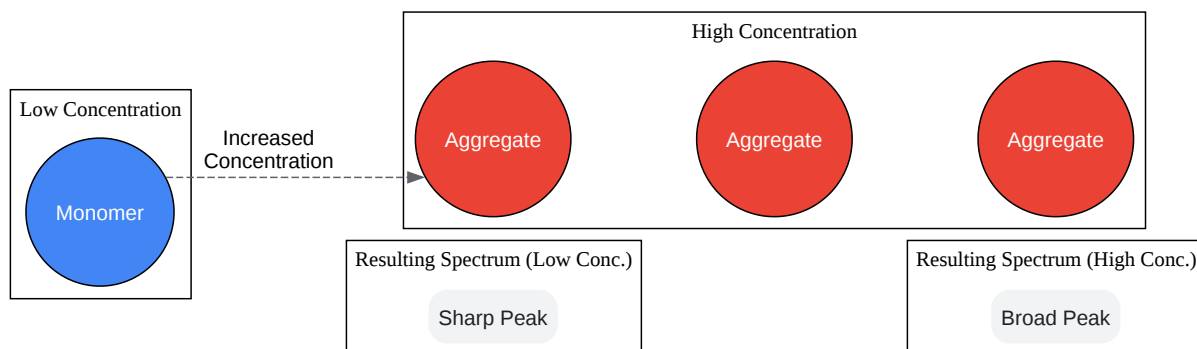 High Concentration
Low Concentration
Monomer
Increased
Concentration
Aggregate
Aggregate
Aggregate
Resulting Spectrum (Low Conc.)
Sharp Peak
Resulting Spectrum (High Conc.)
Broad Peak